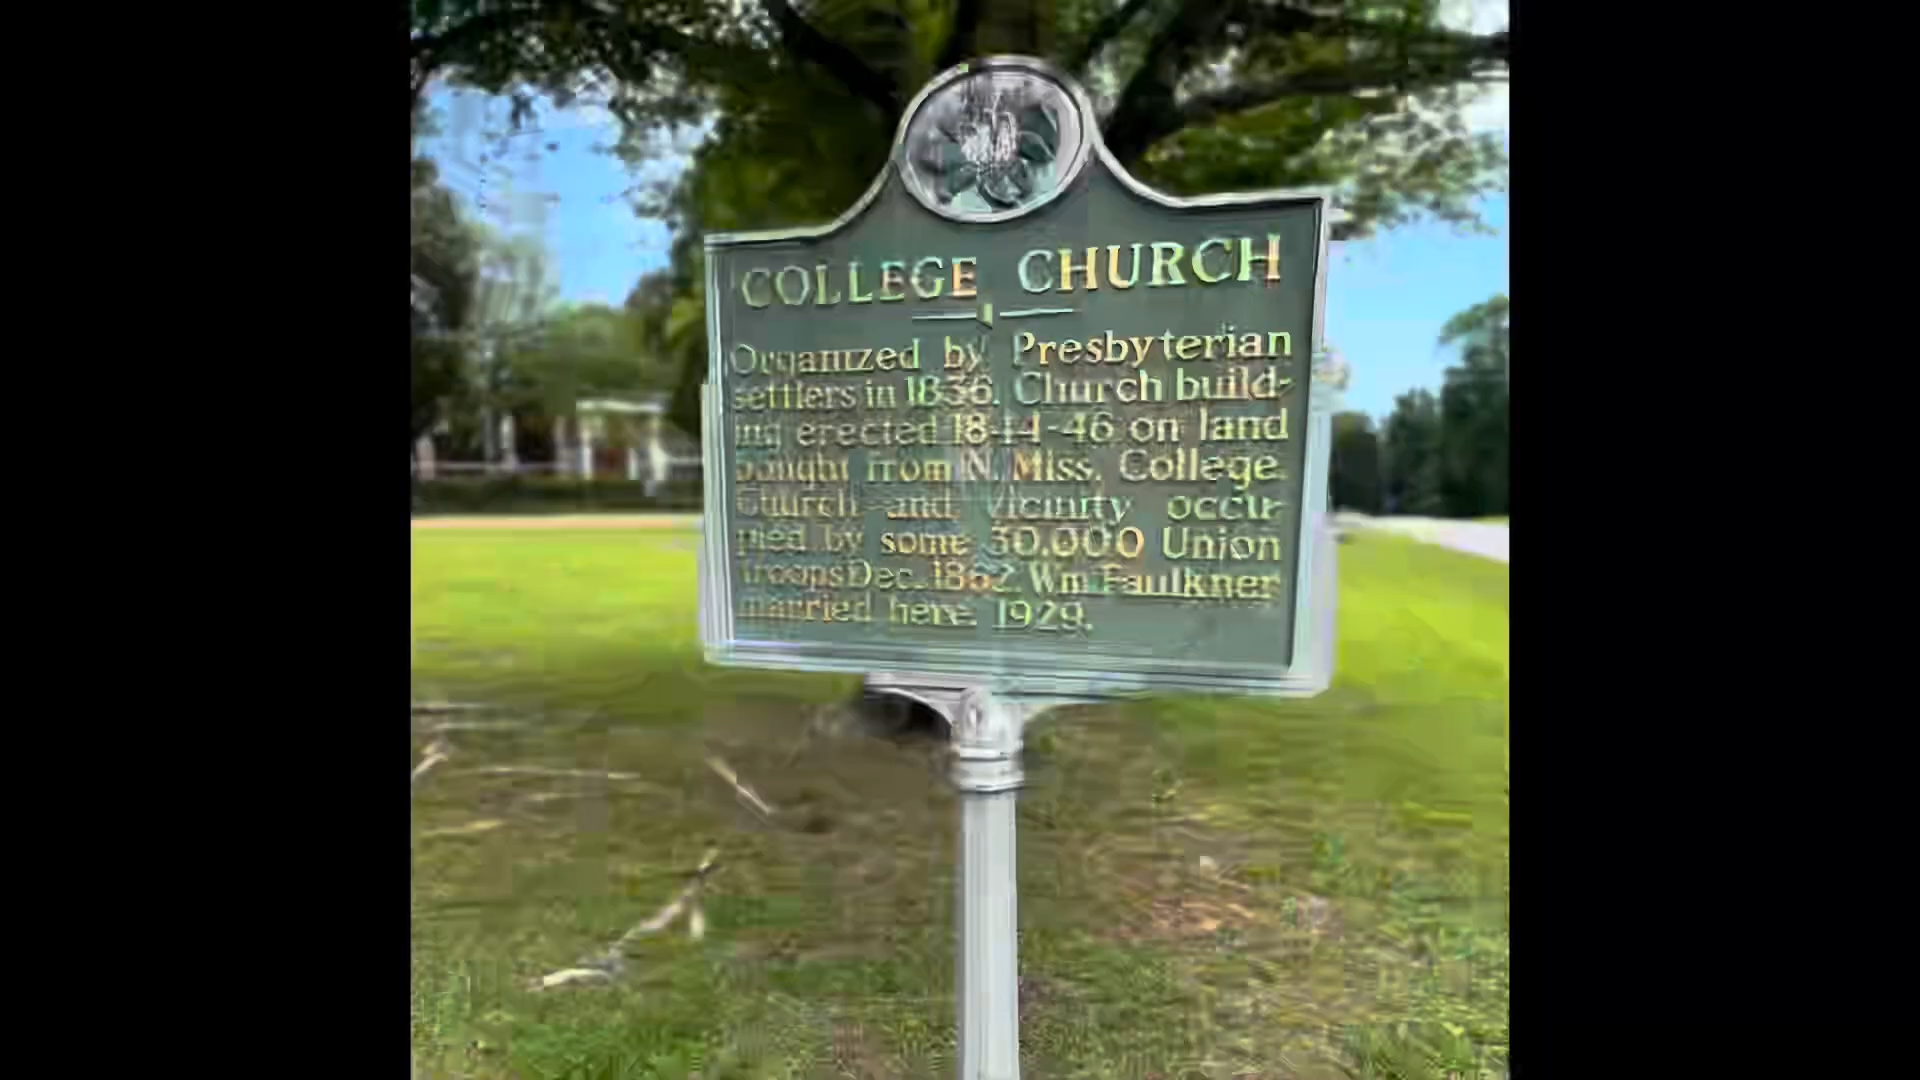 COLLEGE CHURCH
Organized by Presbyterian
settlers in 1836. Church build-
ing erected 1844-46 on land
bought from N. Miss. College.
Church and vicinity occu-
pied by some 30,000 Union
troops Dec. 1862. Wm Faulkner
married here. 1929.